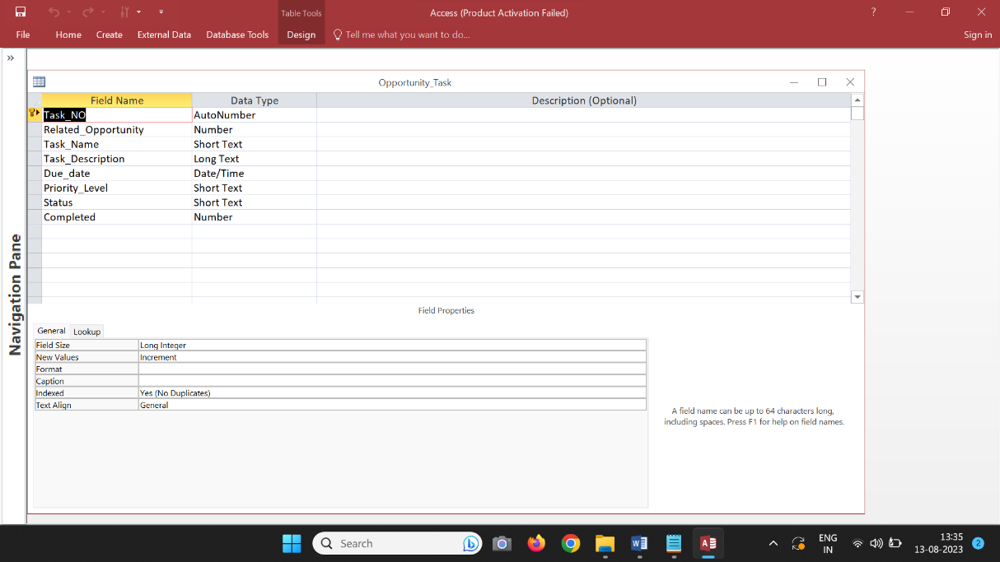 Table Tools
Access (Product Activation Failed)
?
File
Home
Create
External Data
Database Tools
Design
Tell me what you want to do...
Sign in
»
Opportunity_Task
Field Name
Data Type
Description (Optional)
Task_NO
AutoNumber
Related_Opportunity
Number
Task_Name
Short Text
Task_Description
Long Text
Due_date
Date/Time
Priority_Level
Short Text
Status
Short Text
Completed
Number
Navigation Pane
Field Properties
General
Lookup
Field Size
Long Integer
New Values
Increment
Format
Caption
Indexed
Yes (No Duplicates)
Text Align
General
A field name can be up to 64 characters long,
including spaces. Press F1 for help on field names.
Search
ENG
IN
13:35
13-08-2023
2